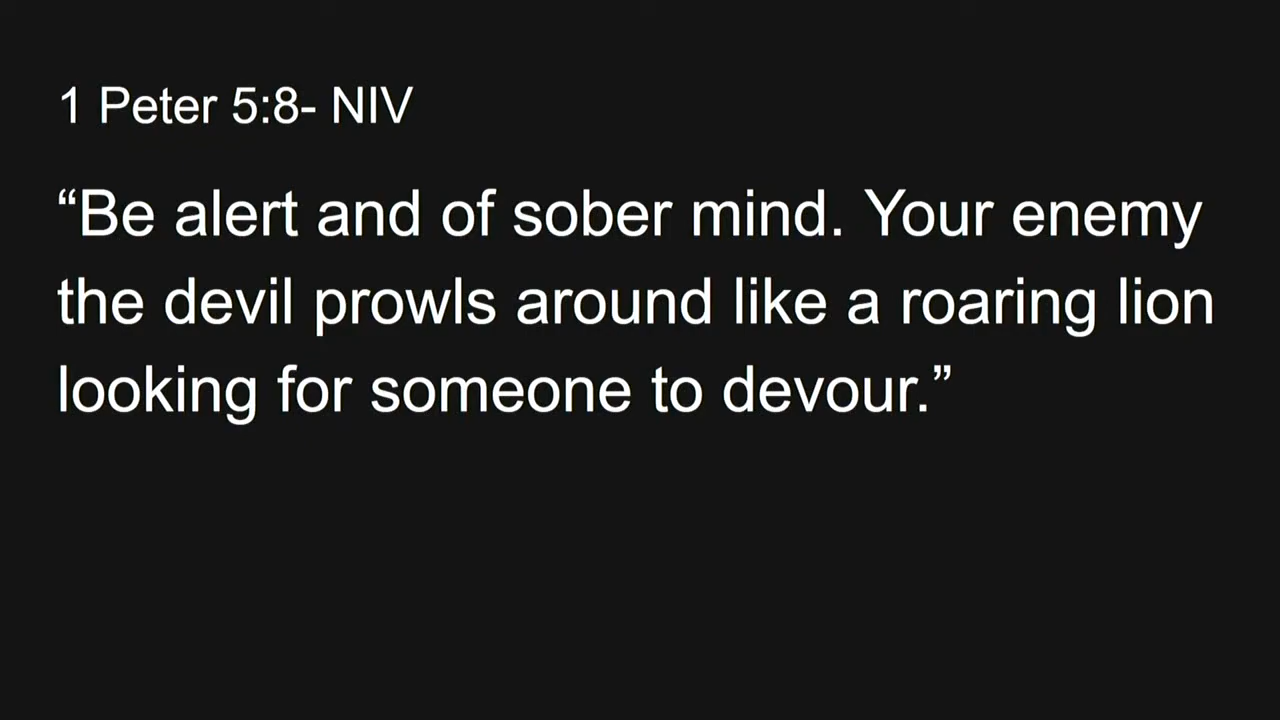 1 Peter 5:8- NIV
“Be alert and of sober mind. Your enemy
the devil prowls around like a roaring lion
looking for someone to devour.”